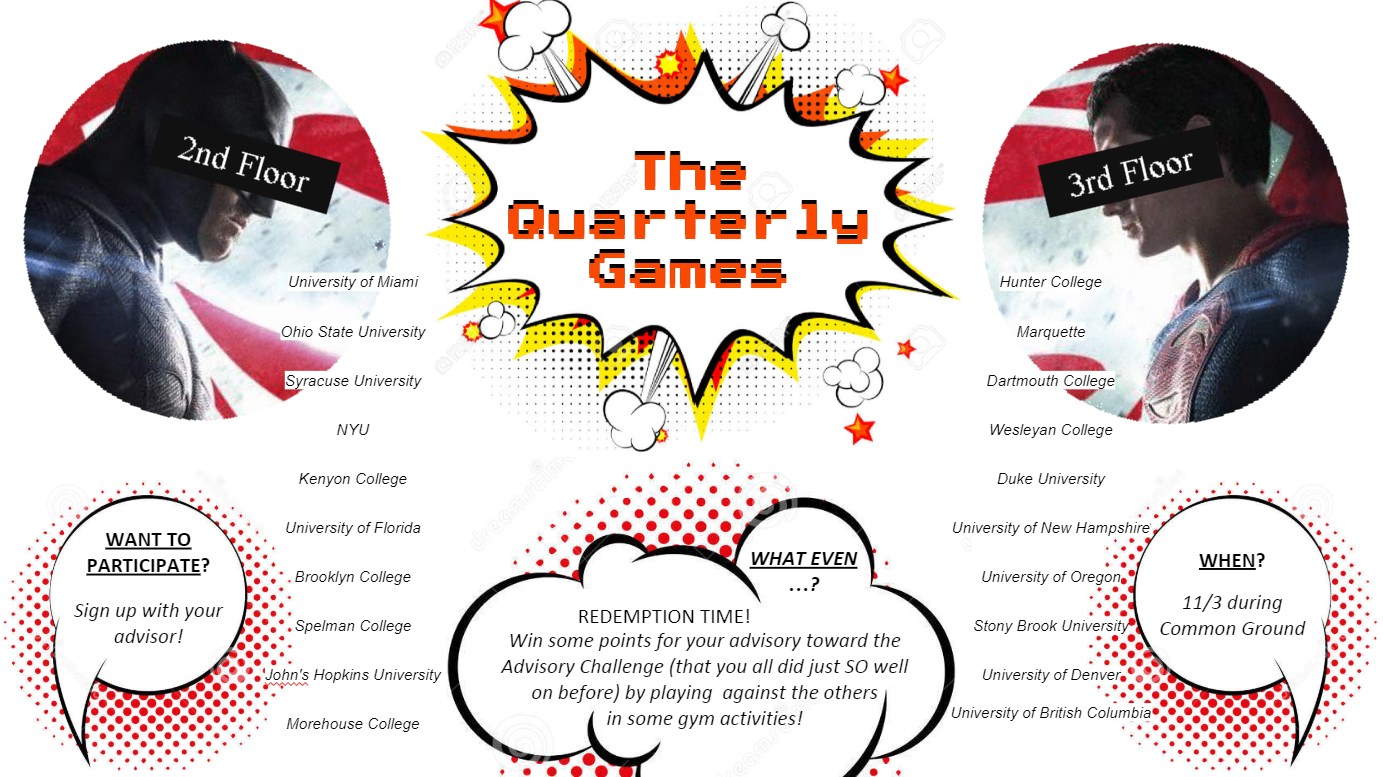 The
Quarterly
Games
2nd Floor
University of Miami
Ohio State University
Syracuse University
NYU
Kenyon College
University of Florida
Brooklyn College
Spelman College
John's Hopkins University
Morehouse College
3rd Floor
Hunter College
Marquette
Dartmouth College
Wesleyan College
Duke University
University of New Hampshire
University of Oregon
Stony Brook University
University of Denver
University of British Columbia
WANT TO
PARTICIPATE?
Sign up with your
advisor!
WHAT EVEN
...?
REDEMPTION TIME!
Win some points for your advisory toward the
Advisory Challenge (that you all did just SO well
on before) by playing against the others
in some gym activities!
WHEN?
11/3 during
Common Ground